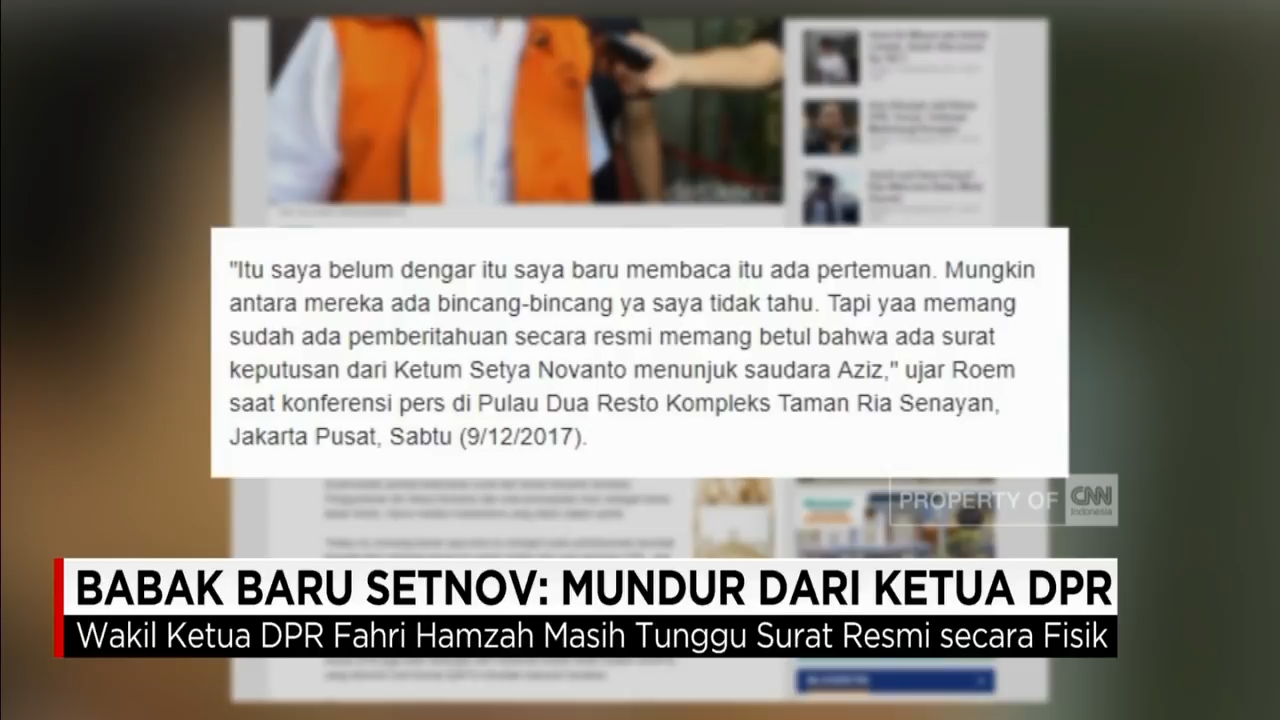 "Itu saya belum dengar itu saya baru membaca itu ada pertemuan. Mungkin
antara mereka ada bincang-bincang ya saya tidak tahu. Tapi yaa memang
sudah ada pemberitahuan secara resmi memang betul bahwa ada surat
keputusan dari Ketum Setya Novanto menunjuk saudara Aziz," ujar Roem
saat konferensi pers di Pulau Dua Resto Kompleks Taman Ria Senayan,
Jakarta Pusat, Sabtu (9/12/2017).
PROPERTY OF CNN Indonesia
BABAK BARU SETNOV: MUNDUR DARI KETUA DPR
Wakil Ketua DPR Fahri Hamzah Masih Tunggu Surat Resmi secara Fisik